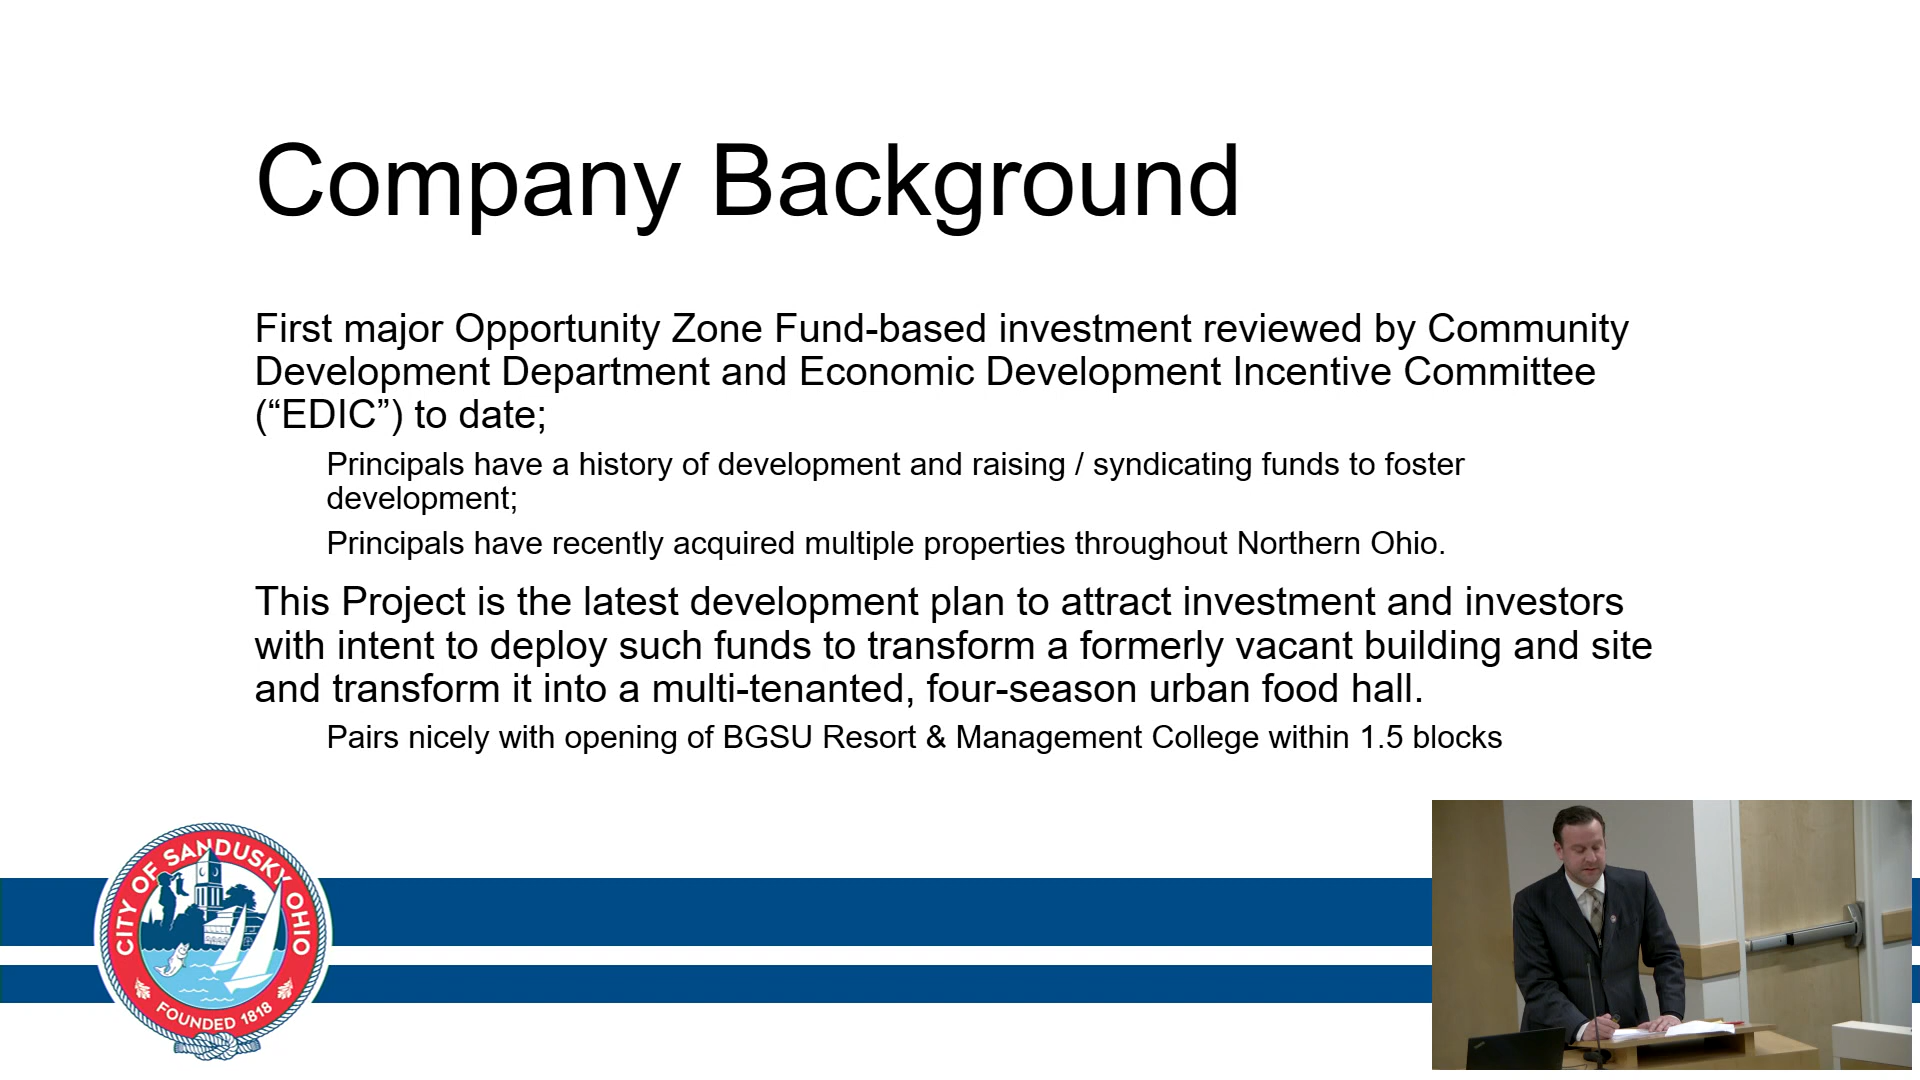 Company Background
First major Opportunity Zone Fund-based investment reviewed by Community
Development Department and Economic Development Incentive Committee
(“EDIC”) to date;
Principals have a history of development and raising / syndicating funds to foster
development;
Principals have recently acquired multiple properties throughout Northern Ohio.
This Project is the latest development plan to attract investment and investors
with intent to deploy such funds to transform a formerly vacant building and site
and transform it into a multi-tenanted, four-season urban food hall.
Pairs nicely with opening of BGSU Resort & Management College within 1.5 blocks
CITY OF SANDUSKY, OHIO
FOUNDED 1818